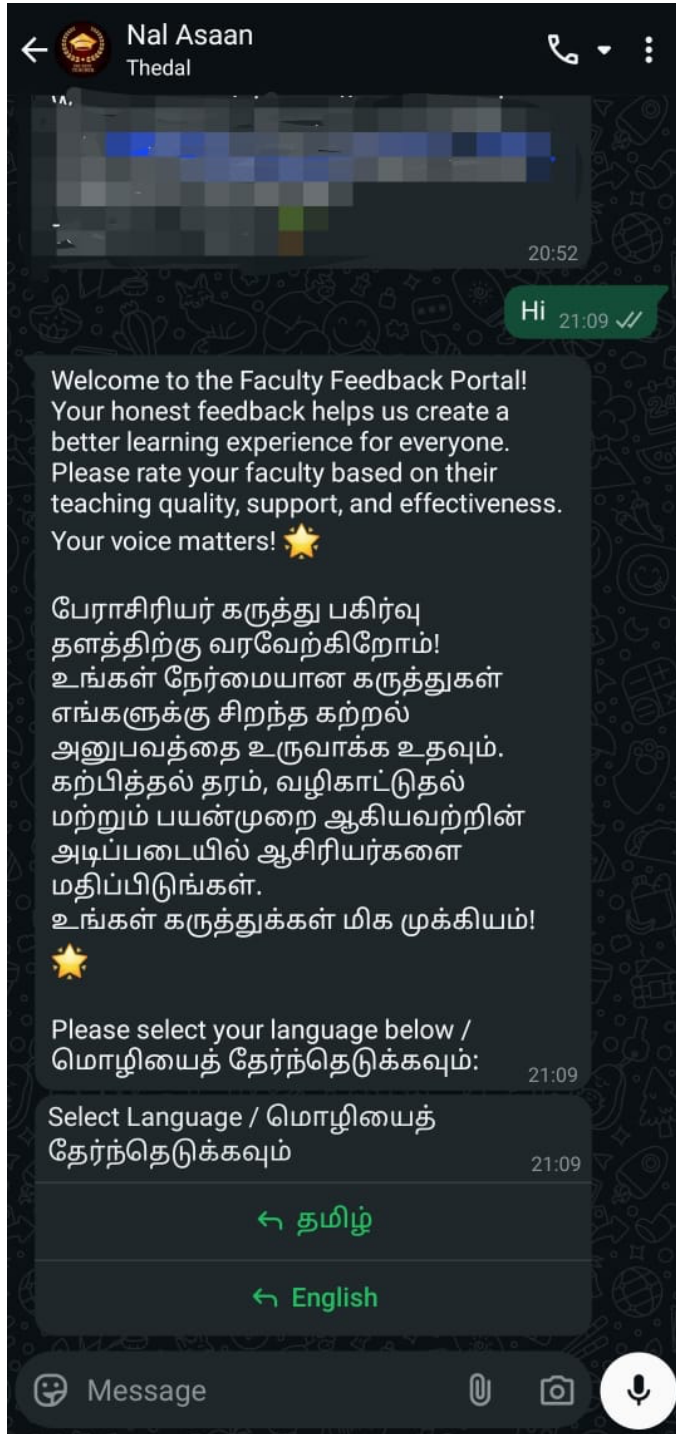 Nal Asaan
Thedal
20:52
Hi 21:09
Welcome to the Faculty Feedback Portal!
Your honest feedback helps us create a
better learning experience for everyone.
Please rate your faculty based on their
teaching quality, support, and effectiveness.
Your voice matters! 🌟
பேராசிரியர் கருத்து பகிர்வு
தளத்திற்கு வரவேற்கிறோம்!
உங்கள் நேர்மையான கருத்துகள்
எங்களுக்கு சிறந்த கற்றல்
அனுபவத்தை உருவாக்க உதவும்.
கற்பித்தல் தரம், வழிகாட்டுதல்
மற்றும் பயன்முறை ஆகியவற்றின்
அடிப்படையில் ஆசிரியர்களை
மதிப்பிடுங்கள்.
உங்கள் கருத்துக்கள் மிக முக்கியம்!
🌟
Please select your language below /
மொழியைத் தேர்ந்தெடுக்கவும்:
21:09
Select Language / மொழியைத்
தேர்ந்தெடுக்கவும்
21:09
தமிழ்
English
Message